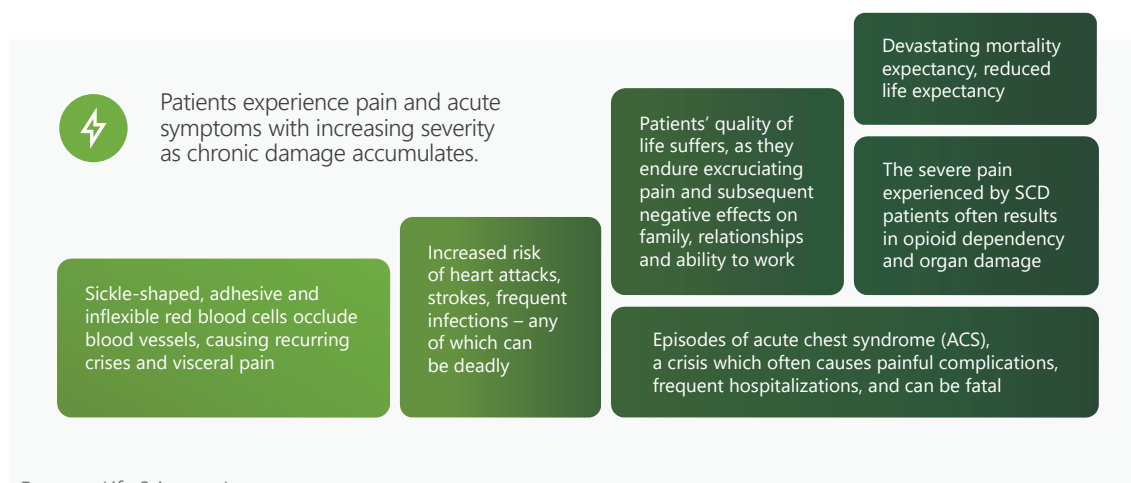 Patients experience pain and acute
symptoms with increasing severity
as chronic damage accumulates.
Sickle-shaped, adhesive and
inflexible red blood cells occlude
blood vessels, causing recurring
crises and visceral pain
Increased risk
of heart attacks,
strokes, frequent
infections – any
of which can
be deadly
Patients’ quality of
life suffers, as they
endure excruciating
pain and subsequent
negative effects on
family, relationships
and ability to work
Devastating mortality
expectancy, reduced
life expectancy
The severe pain
experienced by SCD
patients often results
in opioid dependency
and organ damage
Episodes of acute chest syndrome (ACS),
a crisis which often causes painful complications,
frequent hospitalizations, and can be fatal